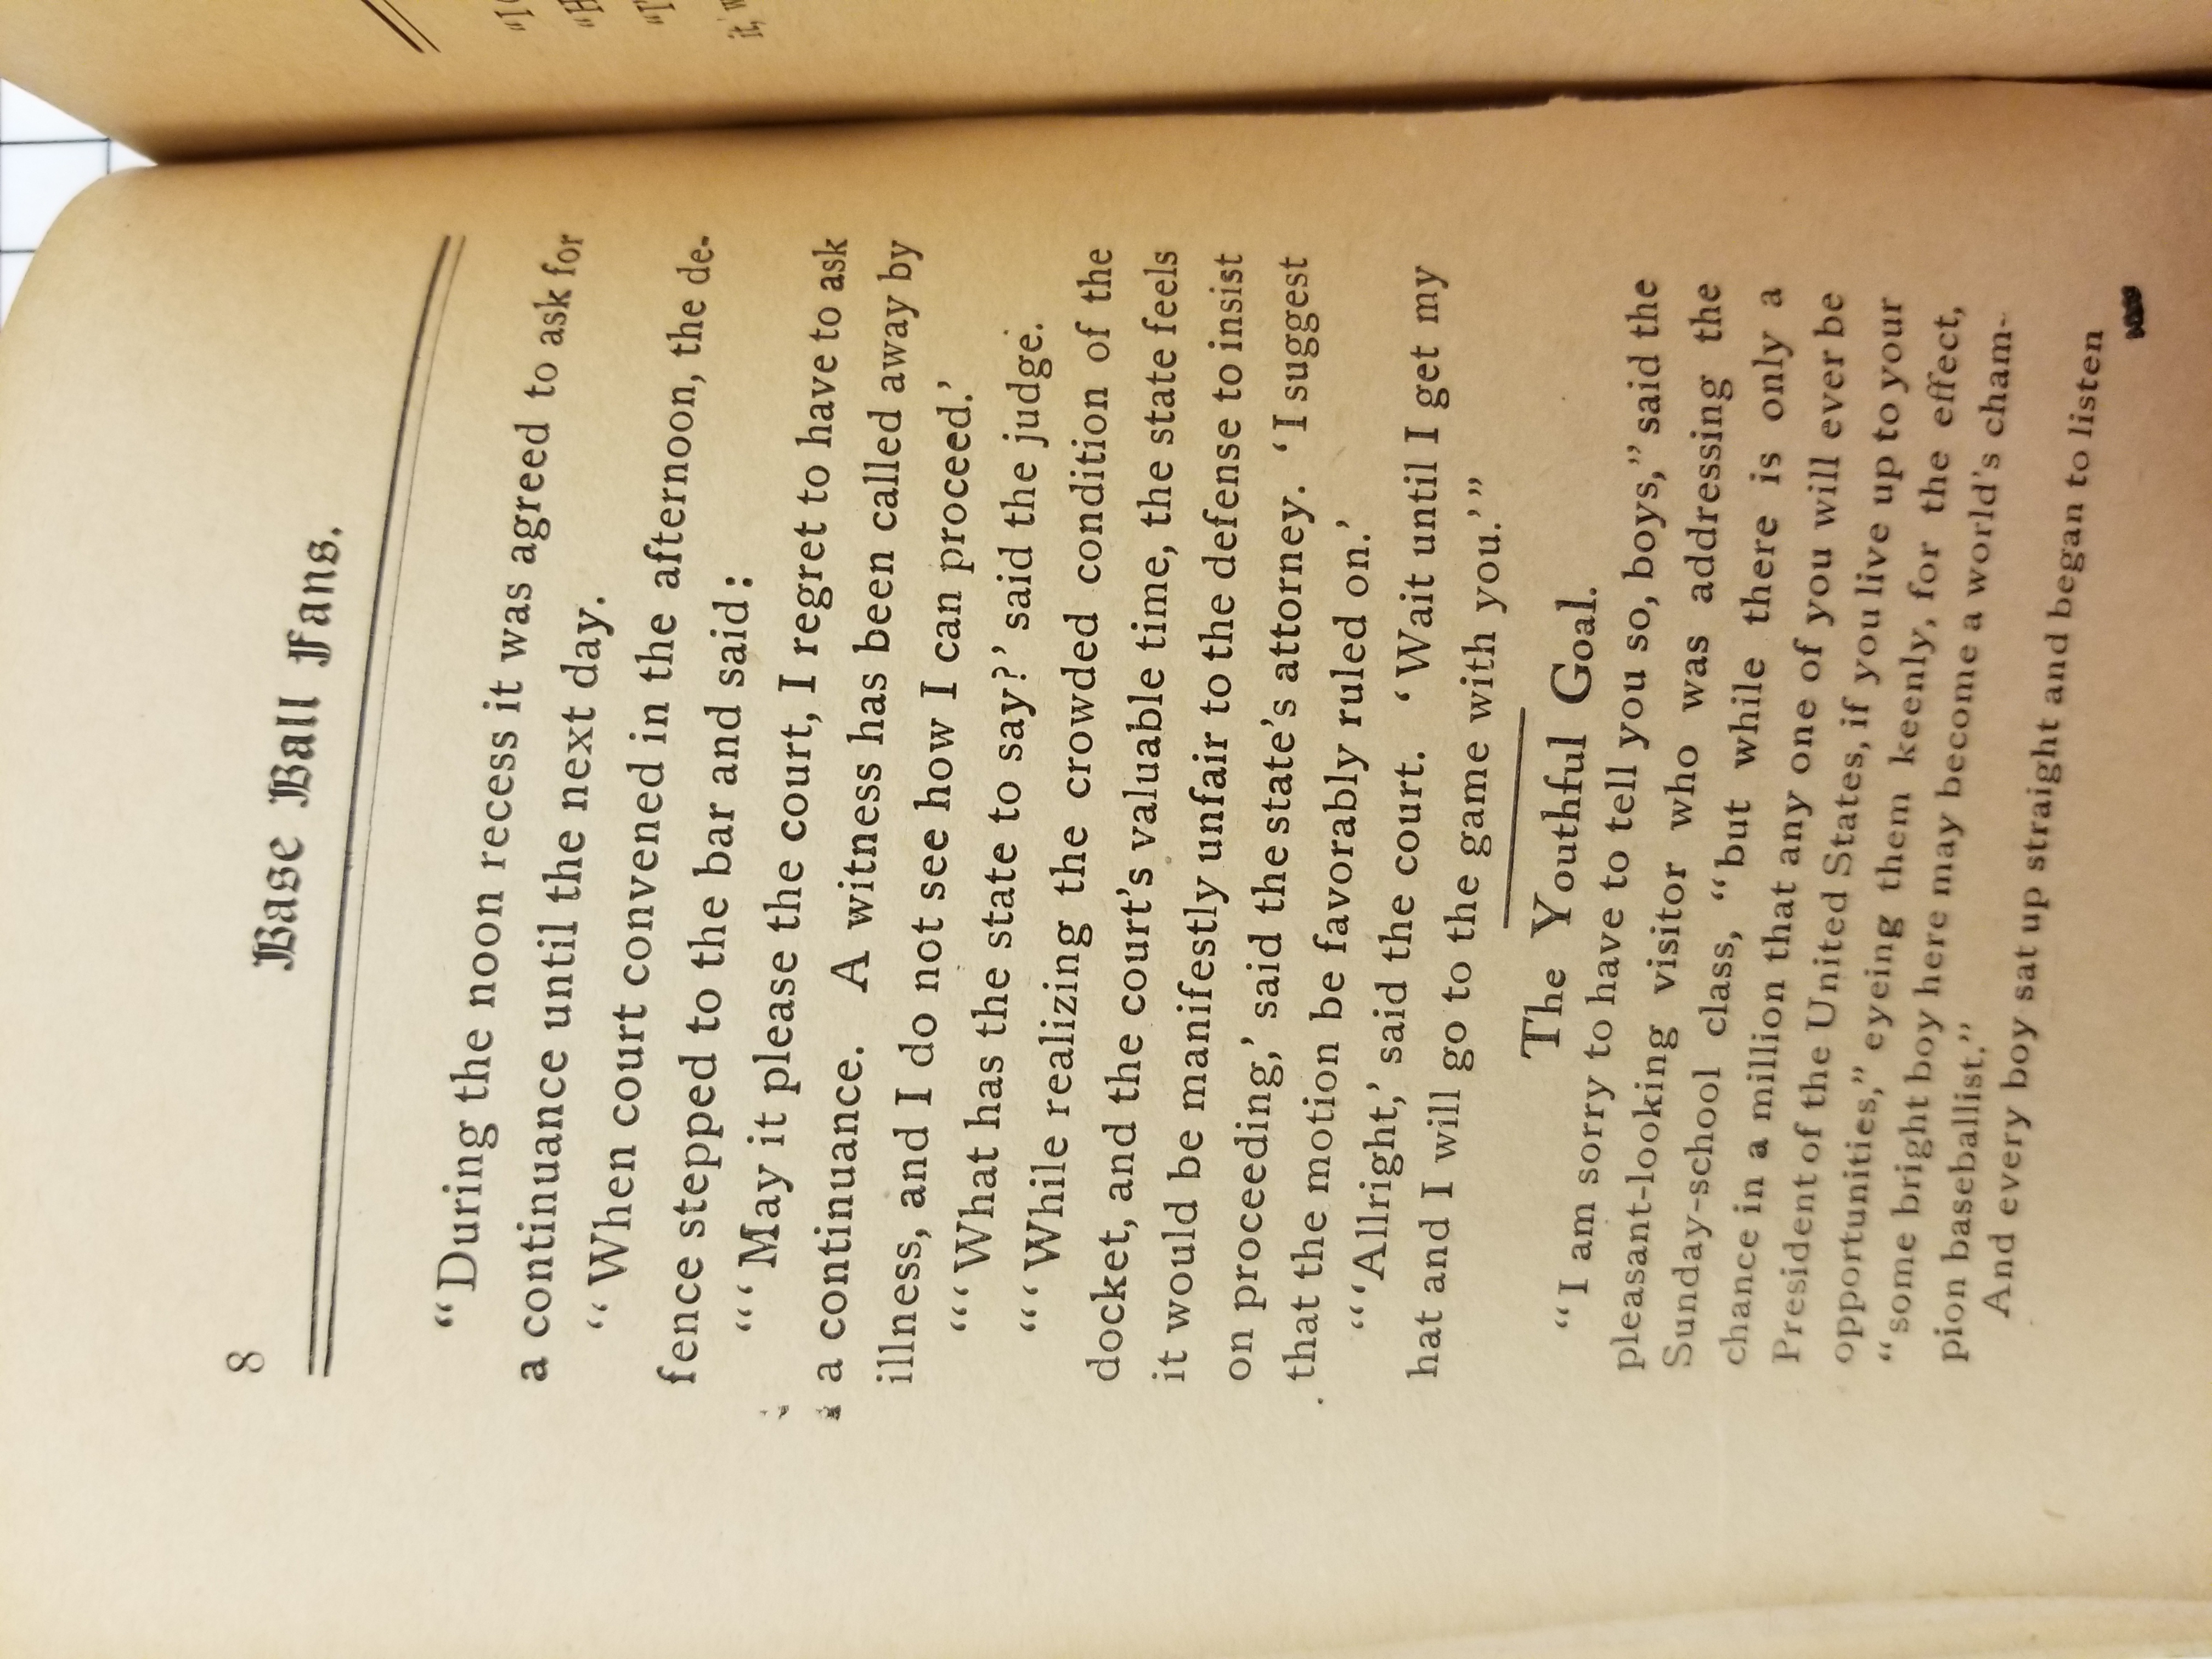 8
Base Ball Fans.
“During the noon recess it was agreed to ask for
a continuance until the next day.
“When court convened in the afternoon, the de-
fence stepped to the bar and said:
“‘May it please the court, I regret to have to ask
a continuance. A witness has been called away by
illness, and I do not see how I can proceed.’
“‘What has the state to say?’ said the judge.
“‘While realizing the crowded condition of the
docket, and the court’s valuable time, the state feels
it would be manifestly unfair to the defense to insist
on proceeding,’ said the state’s attorney. ‘I suggest
that the motion be favorably ruled on.’
“‘Allright,’ said the court. ‘Wait until I get my
hat and I will go to the game with you.’”
The Youthful Goal.
“I am sorry to have to tell you so, boys,” said the
pleasant-looking visitor who was addressing the
Sunday-school class, “but while there is only a
chance in a million that any one of you will ever be
President of the United States, if you live up to your
opportunities,” eyeing them keenly, for the effect,
“some bright boy here may become a world’s cham-
pion baseballist.”
And every boy sat up straight and began to listen
“I
“H
“I’
it,’ w